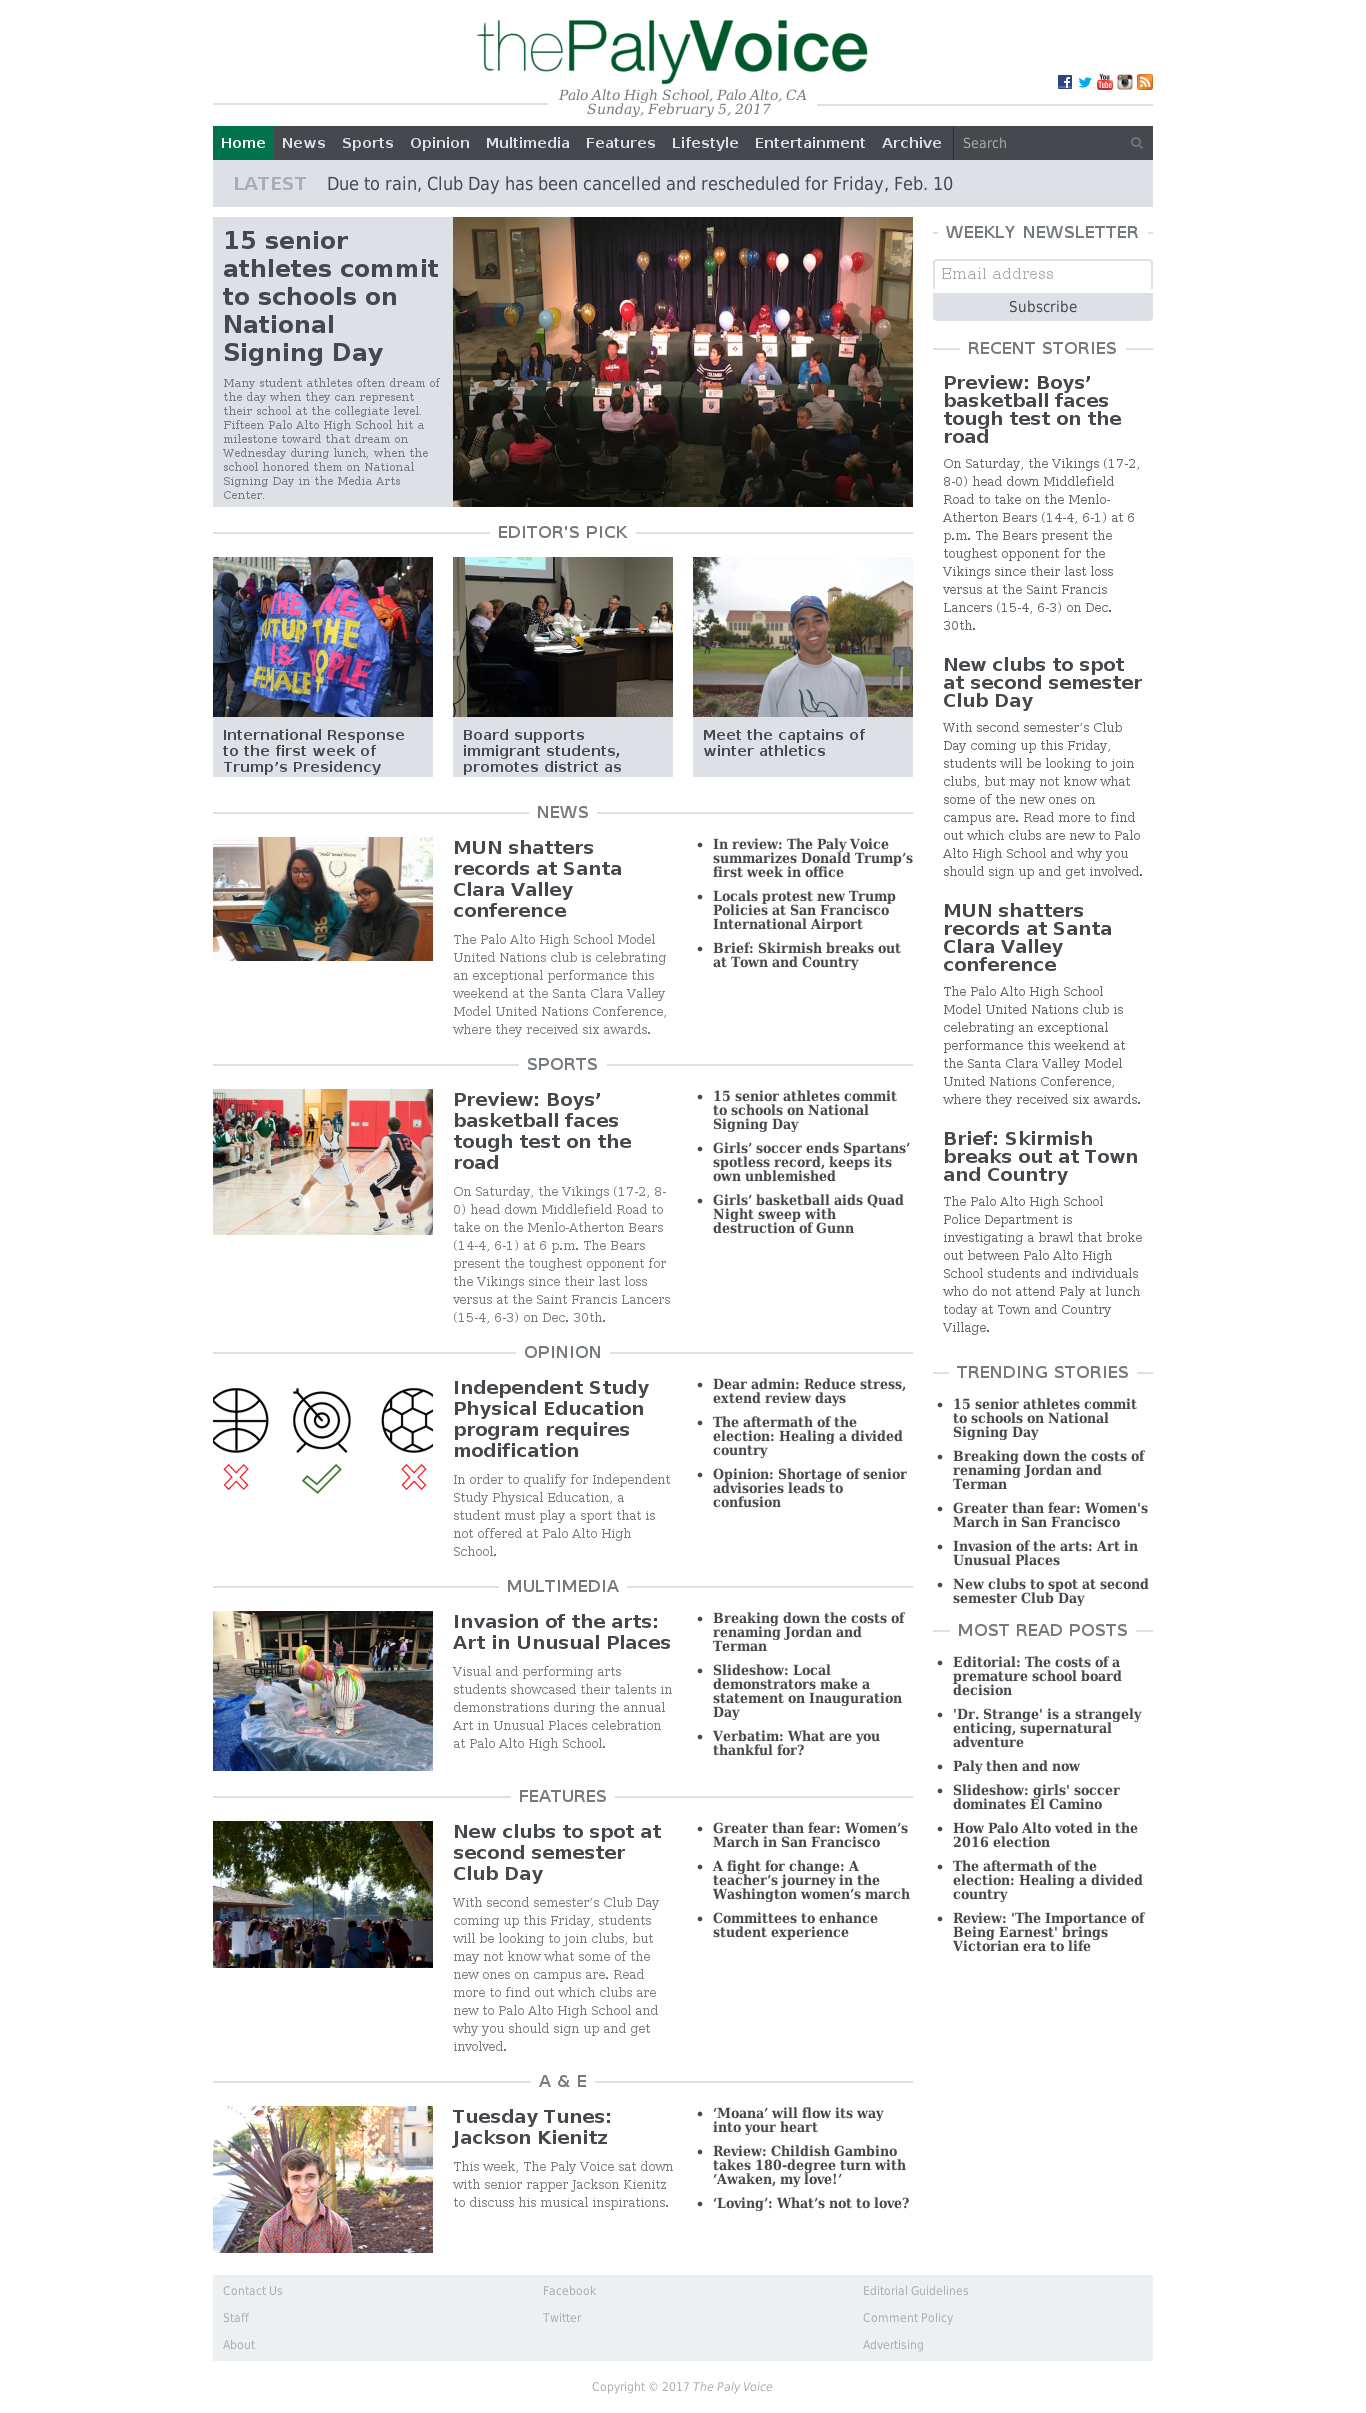 thePalyVoice
Palo Alto High School, Palo Alto, CA
Sunday, February 5, 2017
Home News Sports Opinion Multimedia Features Lifestyle Entertainment Archive Search
LATEST Due to rain, Club Day has been cancelled and rescheduled for Friday, Feb. 10
15 senior
athletes commit
to schools on
National
Signing Day
Many student athletes often dream of
the day when they can represent
their school at the collegiate level.
Fifteen Palo Alto High School hit a
milestone toward that dream on
Wednesday during lunch, when the
school honored them on National
Signing Day in the Media Arts
Center.
EDITOR'S PICK
THE
FUTURE
IS
FEMALE
WE
THE
PEOPLE
International Response
to the first week of
Trump’s Presidency
Board supports
immigrant students,
promotes district as
Meet the captains of
winter athletics
NEWS
MUN shatters
records at Santa
Clara Valley
conference
The Palo Alto High School Model
United Nations club is celebrating
an exceptional performance this
weekend at the Santa Clara Valley
Model United Nations Conference,
where they received six awards.
In review: The Paly Voice
summarizes Donald Trump’s
first week in office
Locals protest new Trump
Policies at San Francisco
International Airport
Brief: Skirmish breaks out
at Town and Country
SPORTS
Preview: Boys’
basketball faces
tough test on the
road
On Saturday, the Vikings (17-2, 8-
0) head down Middlefield Road to
take on the Menlo-Atherton Bears
(14-4, 6-1) at 6 p.m. The Bears
present the toughest opponent for
the Vikings since their last loss
versus at the Saint Francis Lancers
(15-4, 6-3) on Dec. 30th.
15 senior athletes commit
to schools on National
Signing Day
Girls’ soccer ends Spartans’
spotless record, keeps its
own unblemished
Girls’ basketball aids Quad
Night sweep with
destruction of Gunn
OPINION
Independent Study
Physical Education
program requires
modification
In order to qualify for Independent
Study Physical Education, a
student must play a sport that is
not offered at Palo Alto High
School.
Dear admin: Reduce stress,
extend review days
The aftermath of the
election: Healing a divided
country
Opinion: Shortage of senior
advisories leads to
confusion
MULTIMEDIA
Invasion of the arts:
Art in Unusual Places
Visual and performing arts
students showcased their talents in
demonstrations during the annual
Art in Unusual Places celebration
at Palo Alto High School.
Breaking down the costs of
renaming Jordan and
Terman
Slideshow: Local
demonstrators make a
statement on Inauguration
Day
Verbatim: What are you
thankful for?
FEATURES
New clubs to spot at
second semester
Club Day
With second semester’s Club Day
coming up this Friday, students
will be looking to join clubs, but
may not know what some of the
new ones on campus are. Read
more to find out which clubs are
new to Palo Alto High School and
why you should sign up and get
involved.
Greater than fear: Women’s
March in San Francisco
A fight for change: A
teacher’s journey in the
Washington women’s march
Committees to enhance
student experience
A & E
Tuesday Tunes:
Jackson Kienitz
This week, The Paly Voice sat down
with senior rapper Jackson Kienitz
to discuss his musical inspirations.
‘Moana’ will flow its way
into your heart
Review: Childish Gambino
takes 180-degree turn with
‘Awaken, my love!’
‘Loving’: What’s not to love?
WEEKLY NEWSLETTER
Email address
Subscribe
RECENT STORIES
Preview: Boys’
basketball faces
tough test on the
road
On Saturday, the Vikings (17-2,
8-0) head down Middlefield
Road to take on the Menlo-
Atherton Bears (14-4, 6-1) at 6
p.m. The Bears present the
toughest opponent for the
Vikings since their last loss
versus at the Saint Francis
Lancers (15-4, 6-3) on Dec.
30th.
New clubs to spot
at second semester
Club Day
With second semester’s Club
Day coming up this Friday,
students will be looking to join
clubs, but may not know what
some of the new ones on
campus are. Read more to find
out which clubs are new to Palo
Alto High School and why you
should sign up and get involved.
MUN shatters
records at Santa
Clara Valley
conference
The Palo Alto High School
Model United Nations club is
celebrating an exceptional
performance this weekend at
the Santa Clara Valley Model
United Nations Conference,
where they received six awards.
Brief: Skirmish
breaks out at Town
and Country
The Palo Alto High School
Police Department is
investigating a brawl that broke
out between Palo Alto High
School students and individuals
who do not attend Paly at lunch
today at Town and Country
Village.
TRENDING STORIES
15 senior athletes commit
to schools on National
Signing Day
Breaking down the costs of
renaming Jordan and
Terman
Greater than fear: Women's
March in San Francisco
Invasion of the arts: Art in
Unusual Places
New clubs to spot at second
semester Club Day
MOST READ POSTS
Editorial: The costs of a
premature school board
decision
'Dr. Strange' is a strangely
enticing, supernatural
adventure
Paly then and now
Slideshow: girls' soccer
dominates El Camino
How Palo Alto voted in the
2016 election
The aftermath of the
election: Healing a divided
country
Review: 'The Importance of
Being Earnest' brings
Victorian era to life
Contact Us
Staff
About
Facebook
Twitter
Editorial Guidelines
Comment Policy
Advertising
Copyright © 2017 The Paly Voice